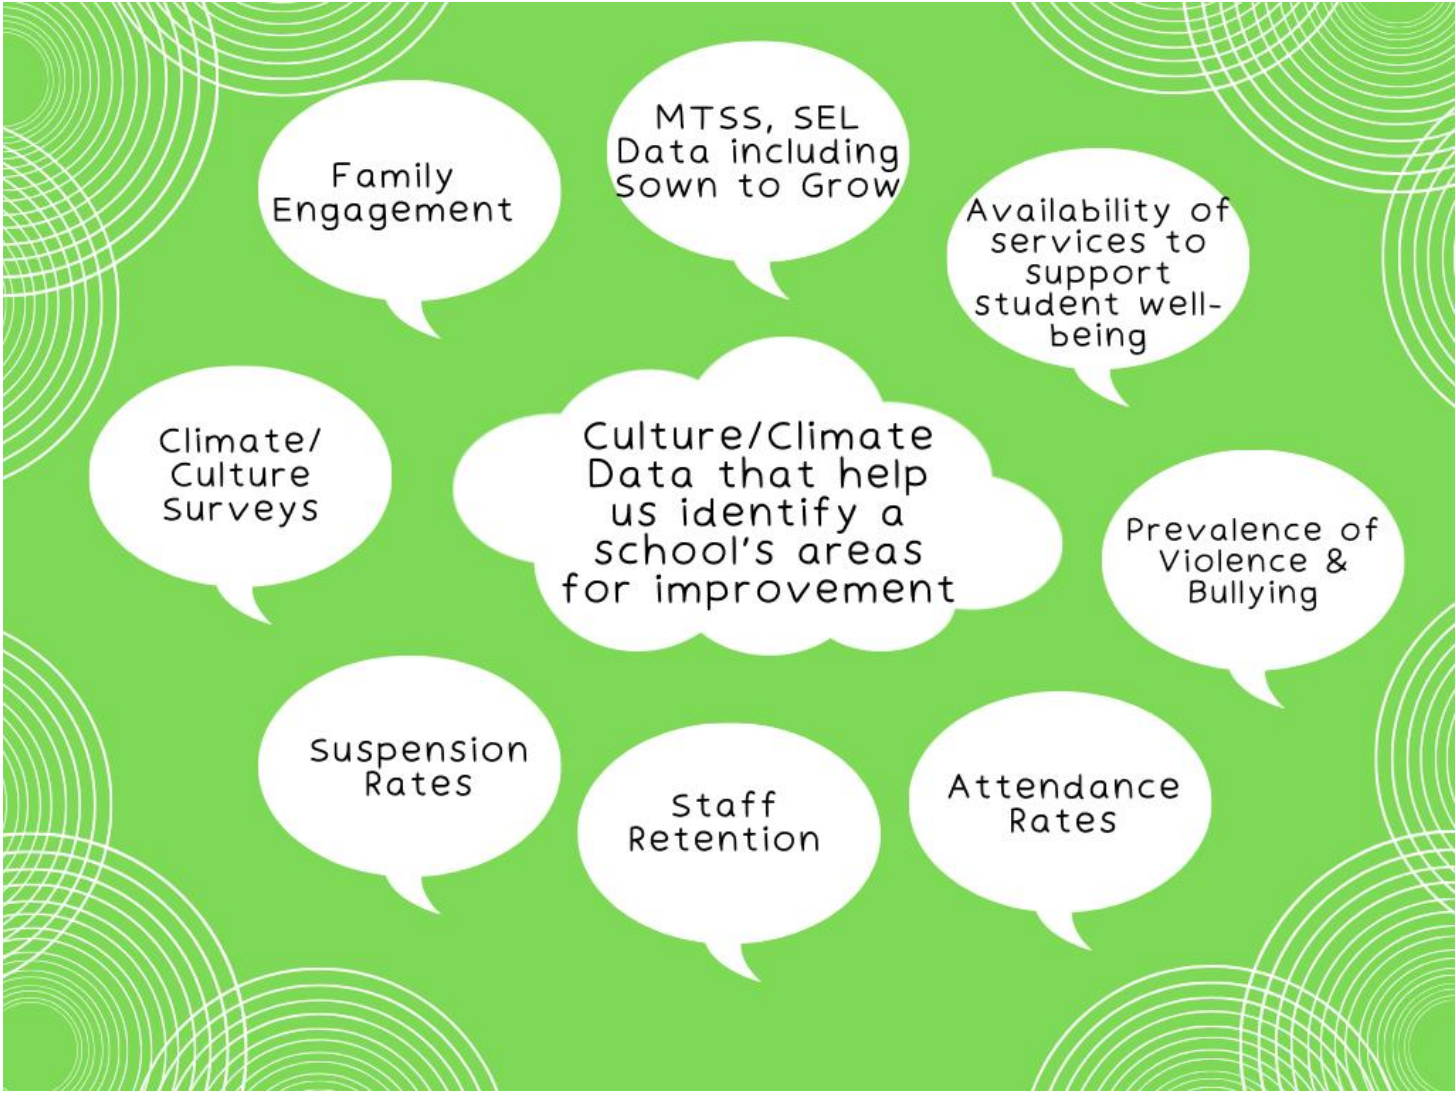 Family
Engagement
MTSS, SEL
Data including
Sown to Grow
Availability of
services to
support
student well-
being
Climate/
Culture
Surveys
Culture/Climate
Data that help
us identify a
school's areas
for improvement
Prevalence of
Violence &
Bullying
Suspension
Rates
Staff
Retention
Attendance
Rates